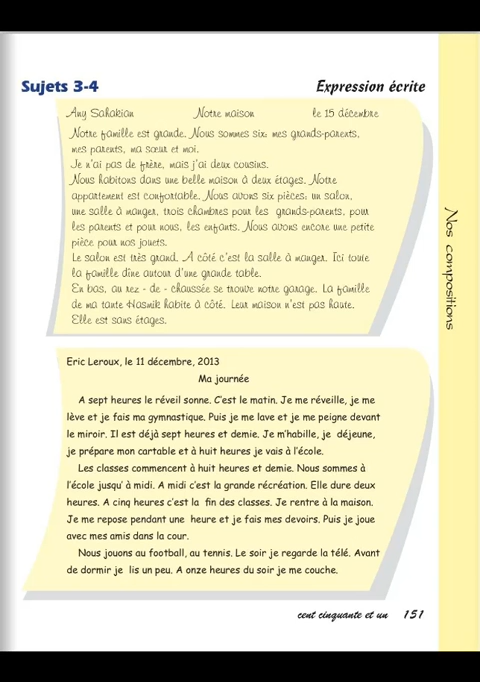 Sujets 3-4
Expression écrite
Any Sahakian Notre maison le 15 décembre
Notre famille est grande. Nous sommes six: mes grands-parents,
mes parents, ma sœur et moi.
Je n'ai pas de frère, mais j'ai deux cousins.
Nous habitons dans une belle maison à deux étages. Notre
appartement est confortable. Nous avons six pièces: un salon,
une salle à manger, trois chambres pour les grands-parents, pour
les parents et pour nous, les enfants. Nous avons encore une petite
pièce pour nos jouets.
Le salon est très grand. A côté c'est la salle à manger. Ici toute
la famille dîne autour d'une grande table.
En bas, au rez - de - chaussée se trouve notre garage. La famille
de ma tante Hasmik habite à côté. Leur maison n'est pas haute.
Elle est sans étages.
Nos compositions
Eric Leroux, le 11 décembre, 2013
Ma journée
A sept heures le réveil sonne. C'est le matin. Je me réveille, je me
lève et je fais ma gymnastique. Puis je me lave et je me peigne devant
le miroir. Il est déjà sept heures et demie. Je m'habille, je déjeune,
je prépare mon cartable et à huit heures je vais à l'école.
Les classes commencent à huit heures et demie. Nous sommes à
l'école jusqu' à midi. A midi c'est la grande récréation. Elle dure deux
heures. A cinq heures c'est la fin des classes. Je rentre à la maison.
Je me repose pendant une heure et je fais mes devoirs. Puis je joue
avec mes amis dans la cour.
Nous jouons au football, au tennis. Le soir je regarde la télé. Avant
de dormir je lis un peu. A onze heures du soir je me couche.
cent cinquante et un 151